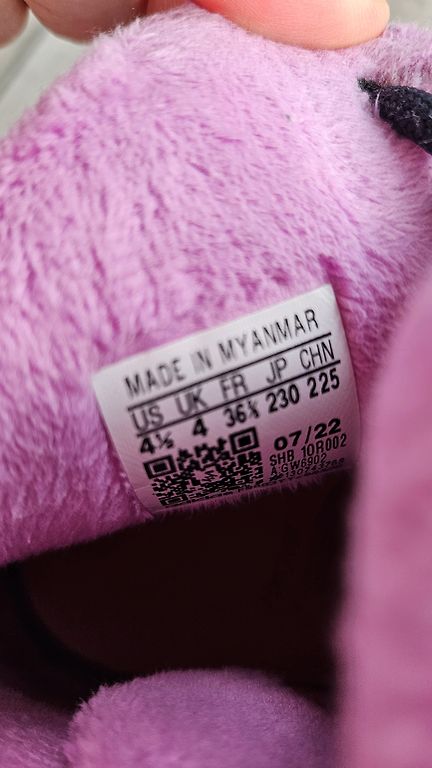 MADE IN MYANMAR
US UK FR JP CHN
4½ 4 36⅔ 230 225
07/22
SHB 10R002
A.GW6902